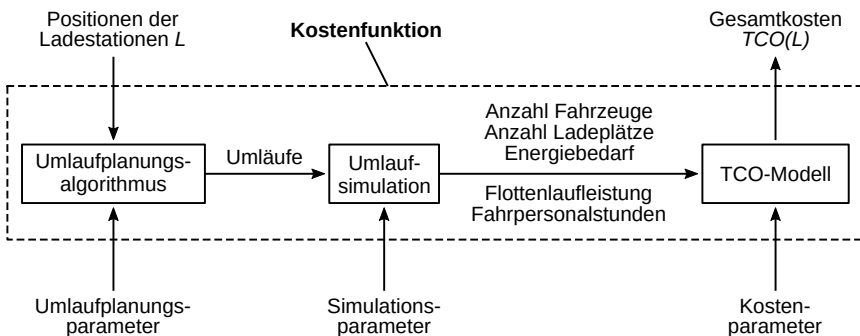 Positionen der
Ladestationen L
Kostenfunktion
Gesamtkosten
TCO(L)
Umlaufplanungs-
algorithmus
Umläufe
Umlauf-
simulation
Anzahl Fahrzeuge
Anzahl Ladeplätze
Energiebedarf
Flottenlaufleistung
Fahrpersonalstunden
TCO-Modell
Umlaufplanungs-
parameter
Simulations-
parameter
Kosten-
parameter